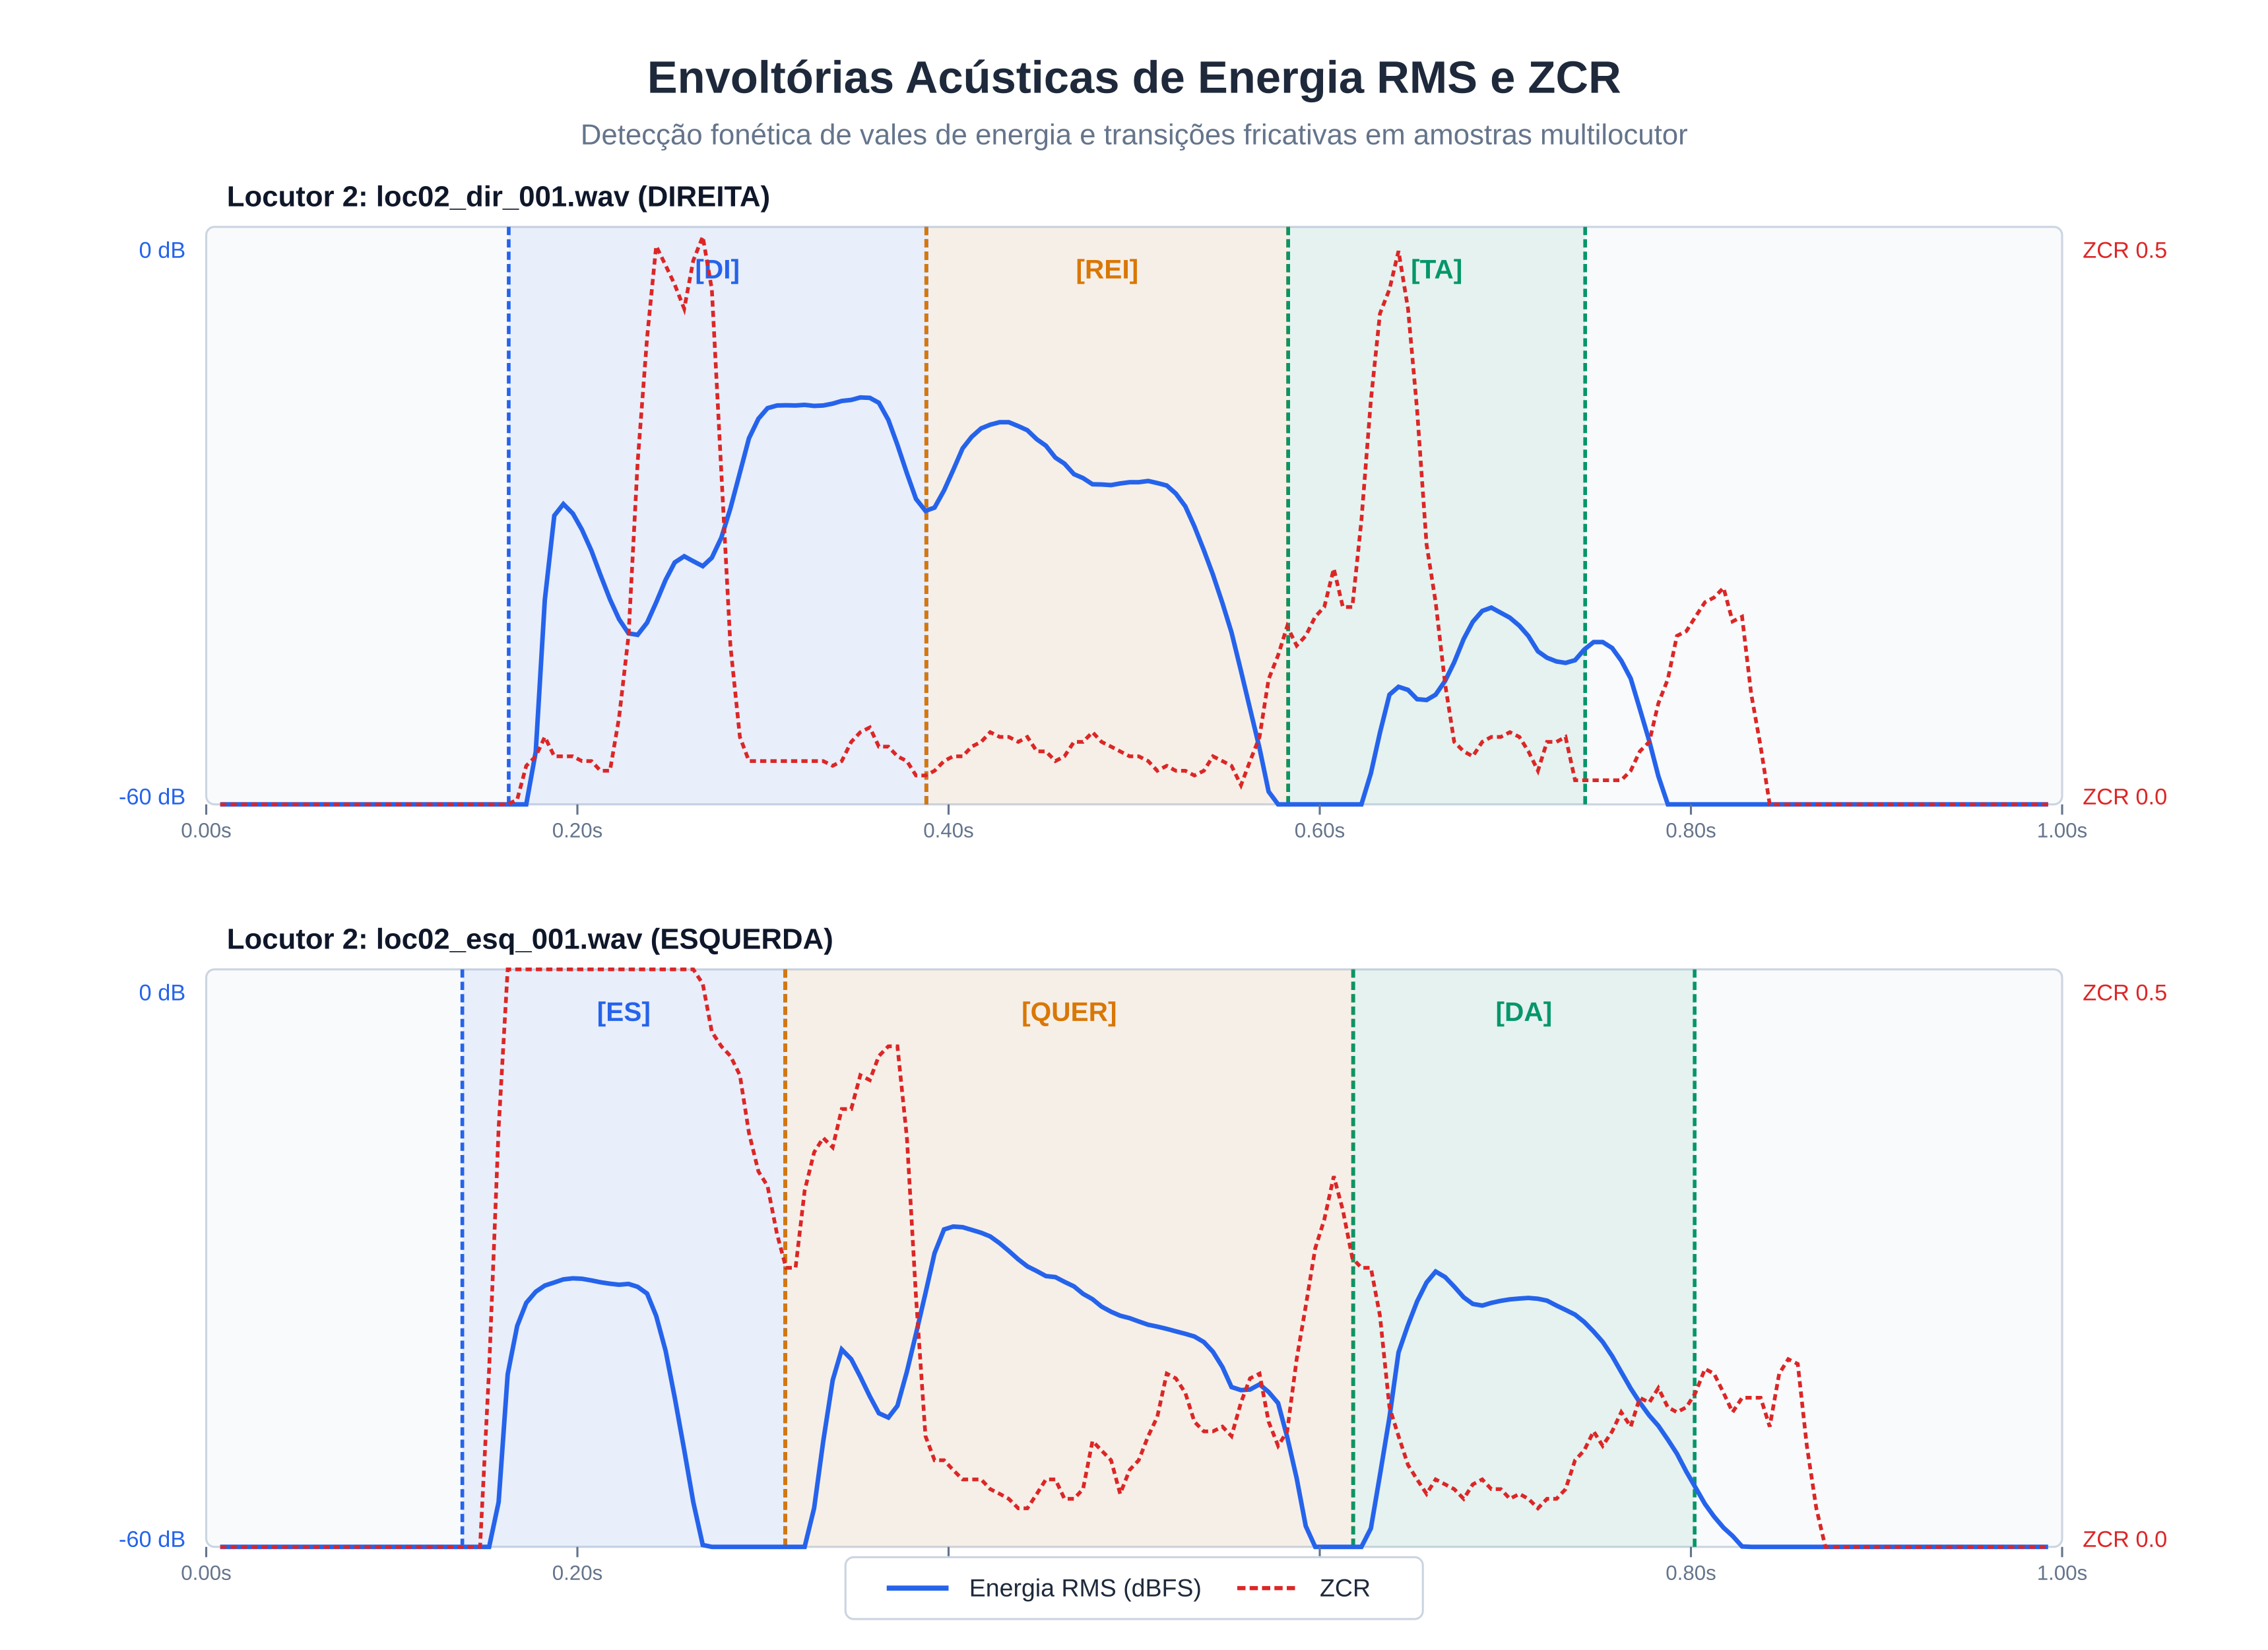 Envoltórias Acústicas de Energia RMS e ZCR
Detecção fonética de vales de energia e transições fricativas em amostras multilocutor
Locutor 2: loc02_dir_001.wav (DIREITA)
0 dB
ZCR 0.5
[DI]
[REI]
[TA]
-60 dB
ZCR 0.0
0.00s
0.20s
0.40s
0.60s
0.80s
1.00s
Locutor 2: loc02_esq_001.wav (ESQUERDA)
0 dB
ZCR 0.5
[ES]
[QUER]
[DA]
-60 dB
ZCR 0.0
0.00s
0.20s
0.80s
1.00s
Energia RMS (dBFS)
ZCR